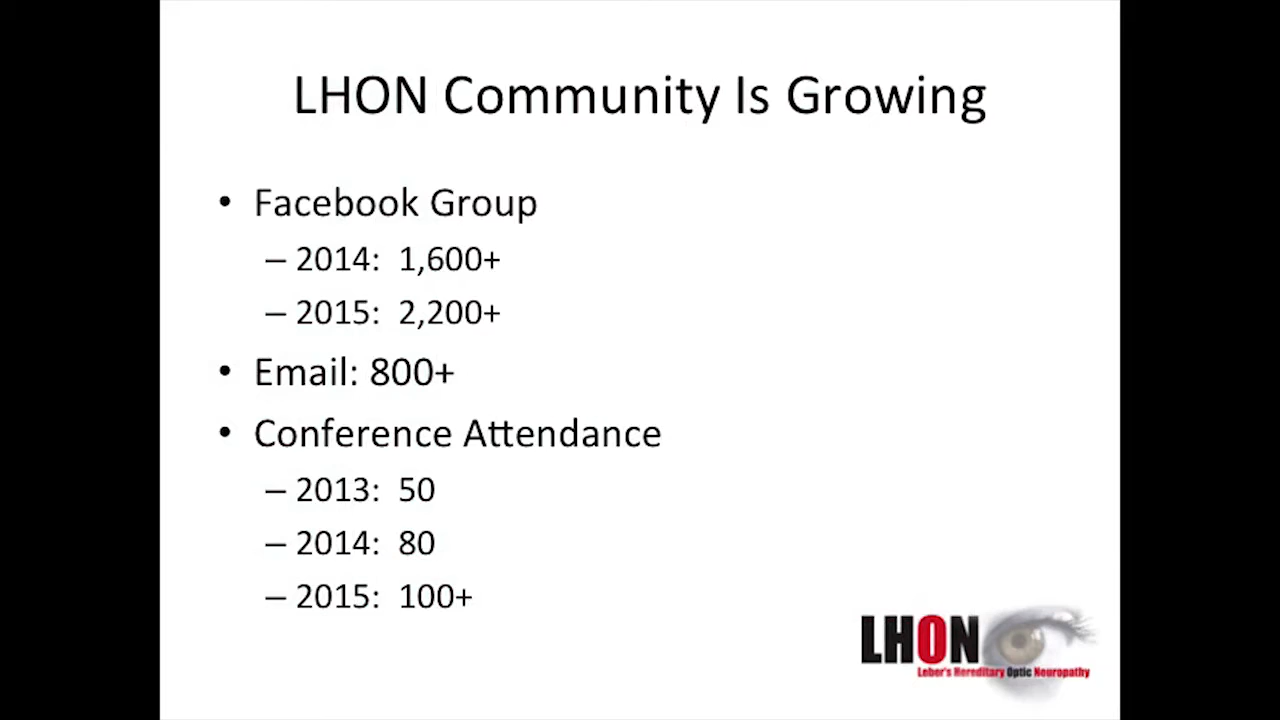 LHON Community Is Growing
• Facebook Group
– 2014: 1,600+
– 2015: 2,200+
• Email: 800+
• Conference Attendance
– 2013: 50
– 2014: 80
– 2015: 100+
LHON
Leber's Hereditary Optic Neuropathy